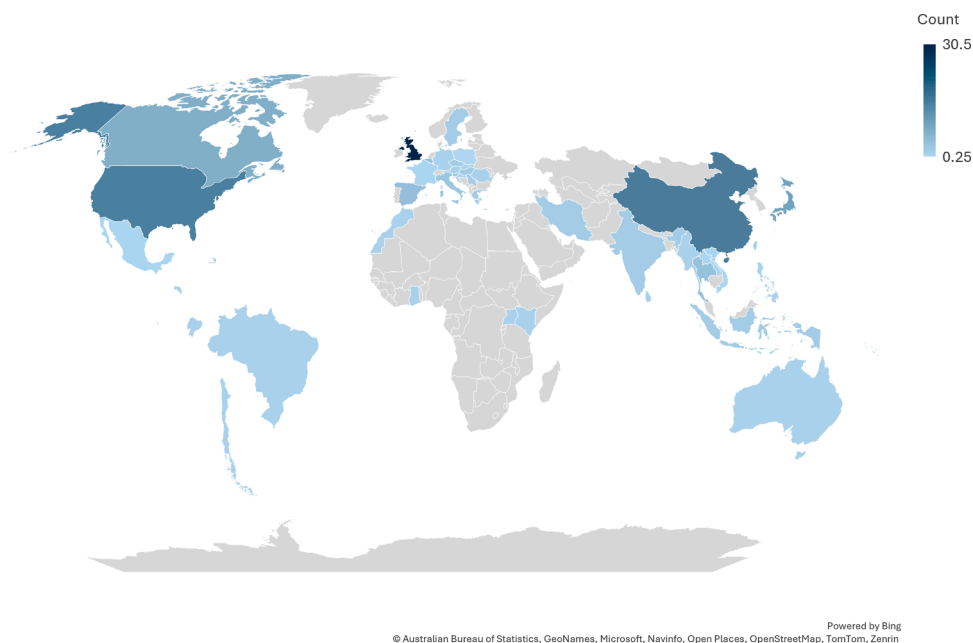 Count
30.5
0.25
Powered by Bing
© Australian Bureau of Statistics, GeoNames, Microsoft, Navinfo, Open Places, OpenStreetMap, TomTom, Zenrin